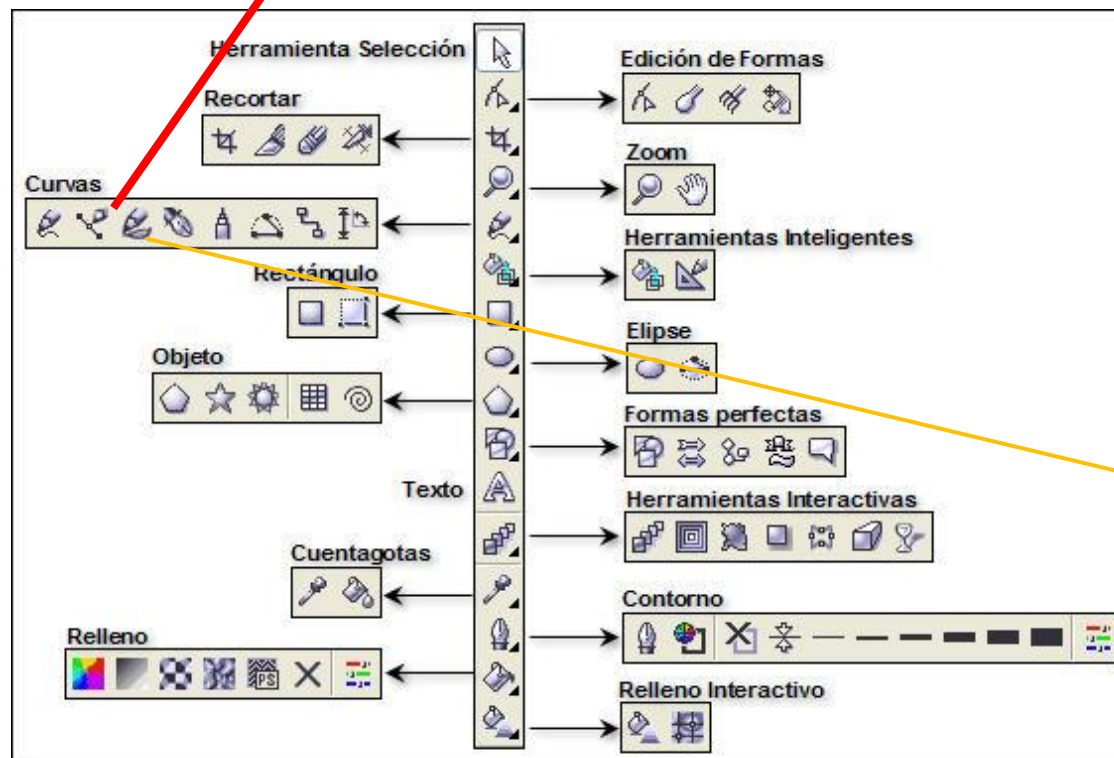 Herramienta Selección
Edición de Formas
Recortar
Zoom
Curvas
Herramientas Inteligentes
Rectángulo
Elipse
Objeto
Formas perfectas
Texto
Herramientas Interactivas
Cuentagotas
Contorno
Relleno
PS
Relleno Interactivo